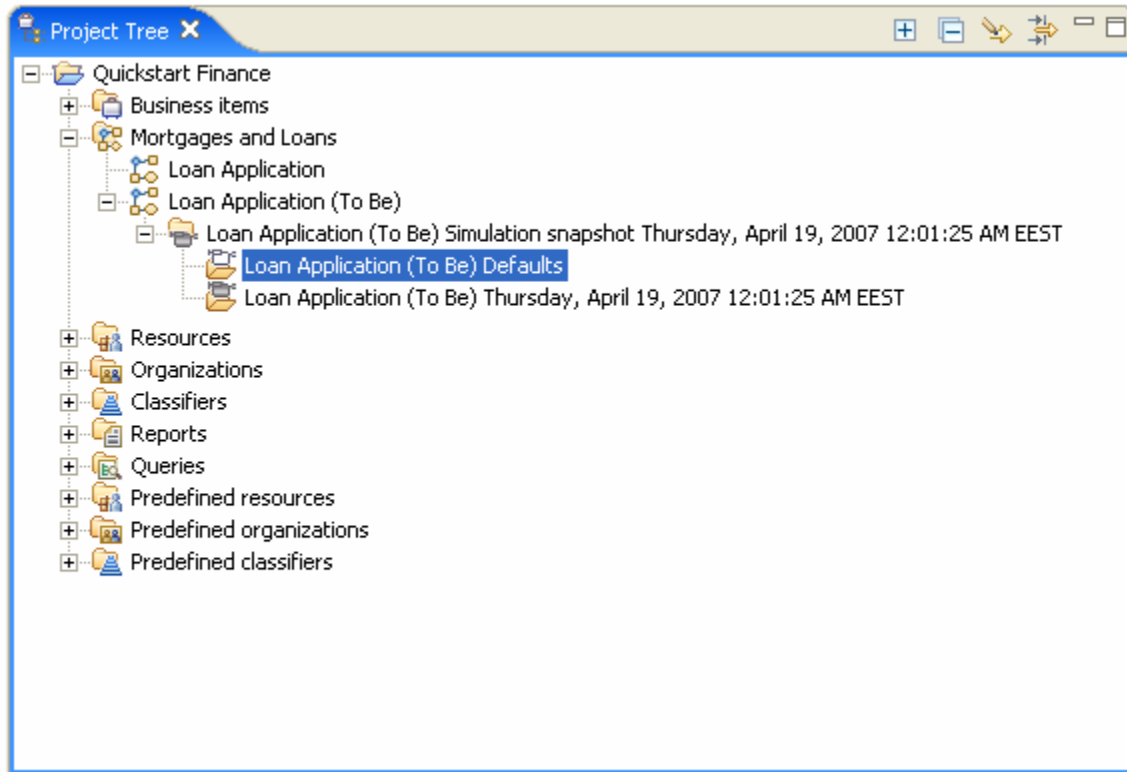 Project Tree
Quickstart Finance
Business items
Mortgages and Loans
Loan Application
Loan Application (To Be)
Loan Application (To Be) Simulation snapshot Thursday, April 19, 2007 12:01:25 AM EEST
Loan Application (To Be) Defaults
Loan Application (To Be) Thursday, April 19, 2007 12:01:25 AM EEST
Resources
Organizations
Classifiers
Reports
Queries
Predefined resources
Predefined organizations
Predefined classifiers